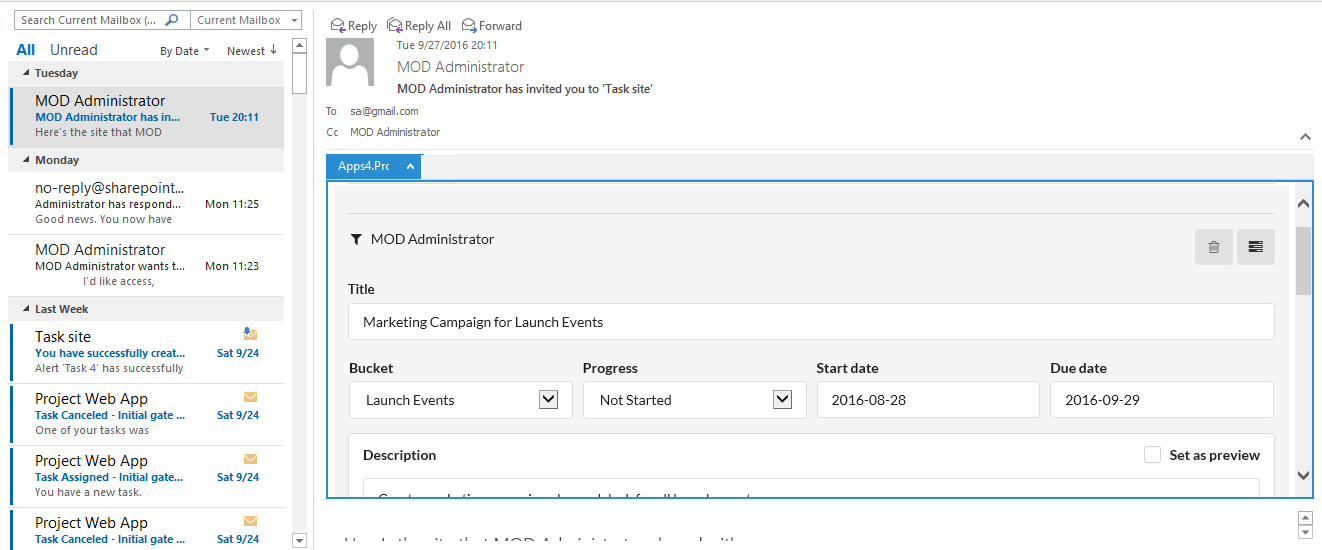 Search Current Mailbox (... Current Mailbox
All Unread By Date Newest ↓
Tuesday
MOD Administrator
MOD Administrator has in... Tue 20:11
Here's the site that MOD
Monday
no-reply@sharepoint...
Administrator has respond... Mon 11:25
Good news. You now have
MOD Administrator
MOD Administrator wants t... Mon 11:23
I'd like access,
Last Week
Task site
You have successfully creat... Sat 9/24
Alert 'Task 4' has successfully
Project Web App
Task Canceled - Initial gate ... Sat 9/24
One of your tasks was
Project Web App
Task Assigned - Initial gate... Sat 9/24
You have a new task.
Project Web App
Task Canceled - Initial gate ... Sat 9/24
Reply Reply All Forward
Tue 9/27/2016 20:11
MOD Administrator
MOD Administrator has invited you to 'Task site'
To sa@gmail.com
Cc MOD Administrator
Apps4.Prc
MOD Administrator
Title
Marketing Campaign for Launch Events
Bucket Progress Start date Due date
Launch Events Not Started 2016-08-28 2016-09-29
Description Set as preview